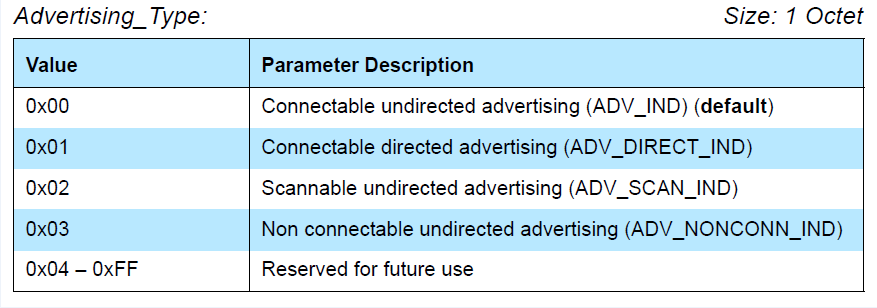 Advertising_Type: Size: 1 Octet
Value Parameter Description
0x00 Connectable undirected advertising (ADV_IND) (default)
0x01 Connectable directed advertising (ADV_DIRECT_IND)
0x02 Scannable undirected advertising (ADV_SCAN_IND)
0x03 Non connectable undirected advertising (ADV_NONCONN_IND)
0x04 – 0xFF Reserved for future use